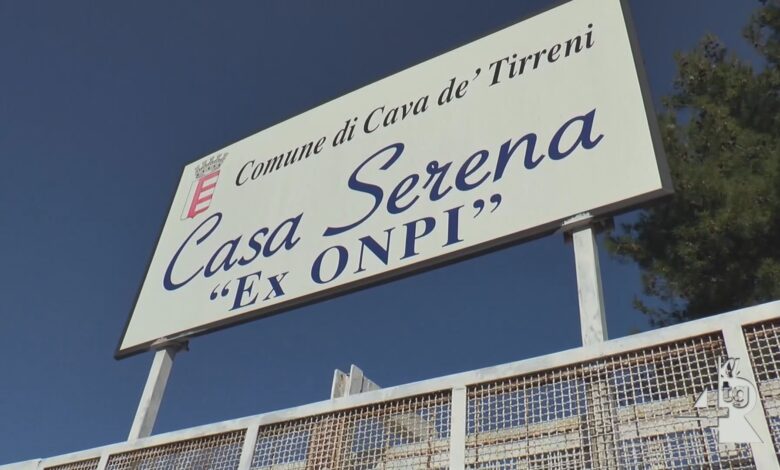 Comune di Cava de' Tirreni
Casa Serena
"Ex ONPI"